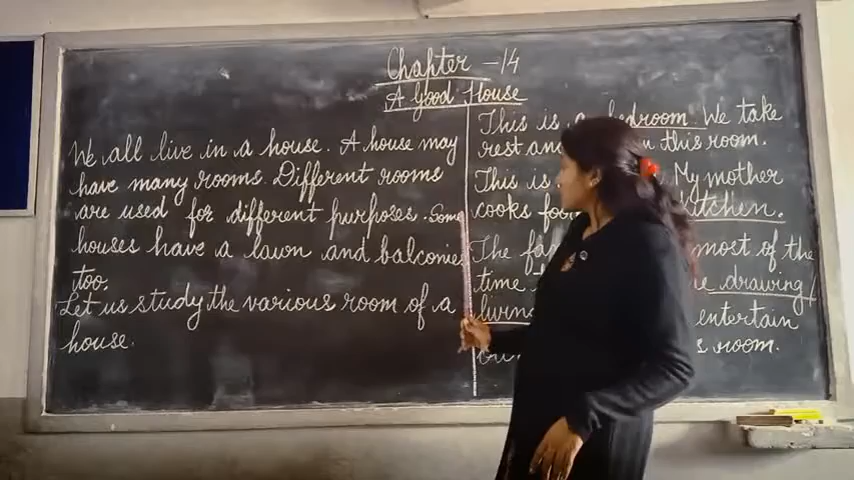 Chapter -14
A Good House
We all live in a house. A house may
have many rooms. Different rooms
are used for different purposes. Some
houses have a lawn and balconies
too.
Let us study the various room of a
house.
This is a bedroom. We take
rest and in this room.
This is My mother
cooks food kitchen.
The most of the
time drawing/
living entertain
our s room.